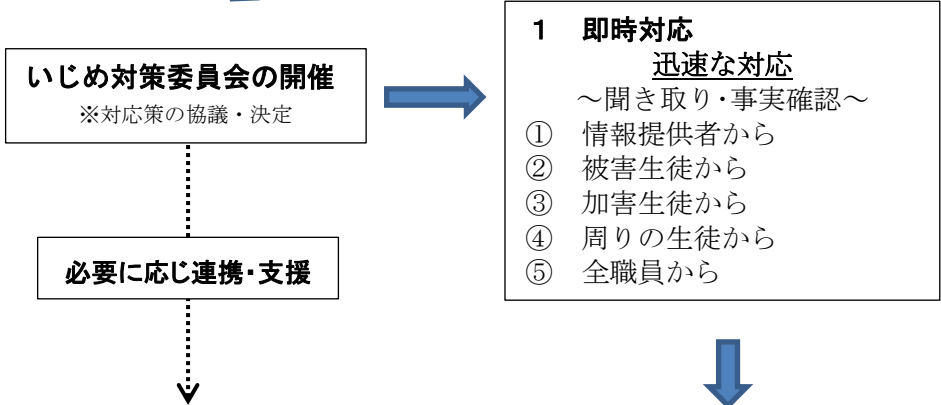 いじめ対策委員会の開催
※対応策の協議・決定
必要に応じ連携・支援
1 即時対応
迅速な対応
~聞き取り・事実確認~
① 情報提供者から
② 被害生徒から
③ 加害生徒から
④ 周りの生徒から
⑤ 全職員から